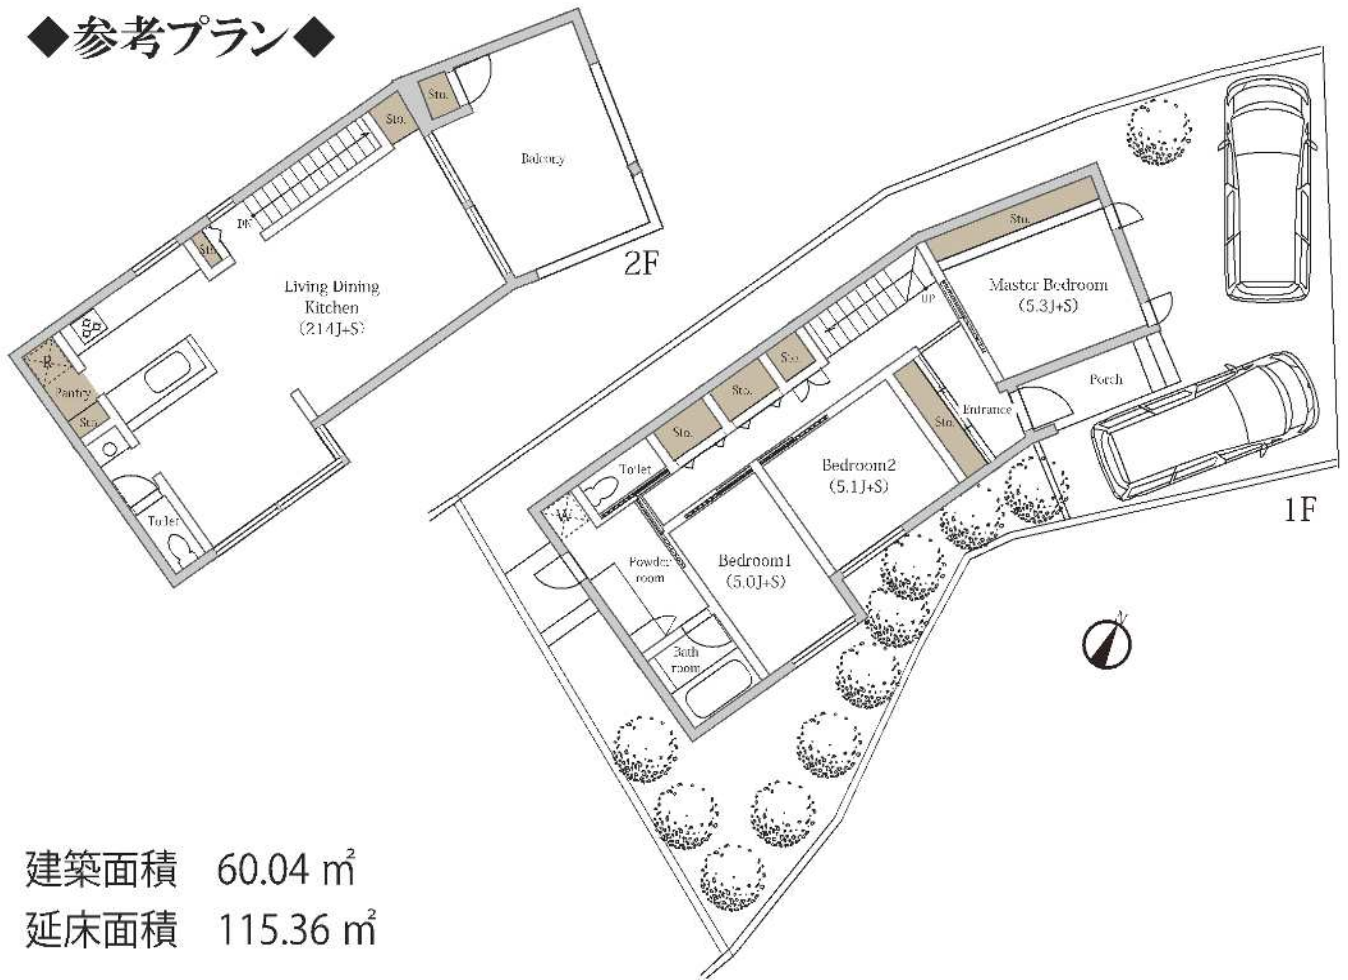 ◆参考プラン◆
Sto.
Sto.
Balcony
DN
Sto.
2F
Living Dining
Kitchen
(21.4J+S)
R
Pantry
Sto.
Toilet
Sto.
Master Bedroom
(5.3J+S)
UP
Porch
Sto.
Sto.
Entrance
Sto.
Sto.
Bedroom2
(5.1J+S)
Toilet
W
1F
Powder
room
Bedroom1
(5.0J+S)
Bath
room
N
建築面積 60.04 ㎡
延床面積 115.36 ㎡